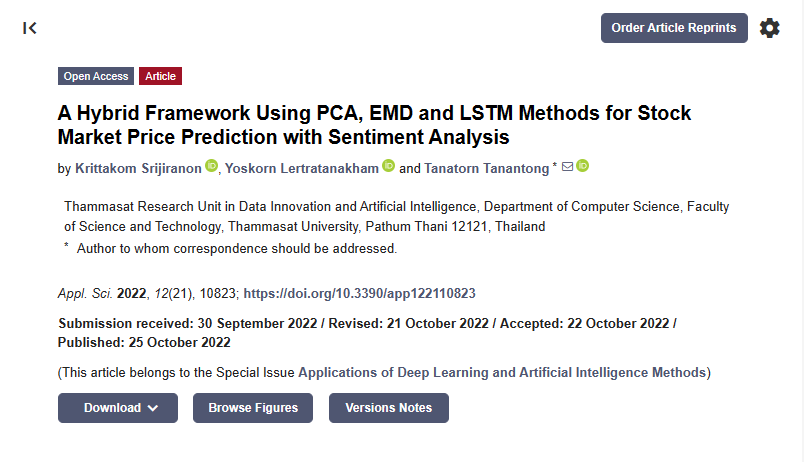 Order Article Reprints
Open Access Article
A Hybrid Framework Using PCA, EMD and LSTM Methods for Stock
Market Price Prediction with Sentiment Analysis
by Krittakom Srijiranon iD, Yoskorn Lertratanakham iD and Tanatorn Tanantong * iD
Thammasat Research Unit in Data Innovation and Artificial Intelligence, Department of Computer Science, Faculty
of Science and Technology, Thammasat University, Pathum Thani 12121, Thailand
* Author to whom correspondence should be addressed.
Appl. Sci. 2022, 12(21), 10823; https://doi.org/10.3390/app122110823
Submission received: 30 September 2022 / Revised: 21 October 2022 / Accepted: 22 October 2022 /
Published: 25 October 2022
(This article belongs to the Special Issue Applications of Deep Learning and Artificial Intelligence Methods)
Download Browse Figures Versions Notes